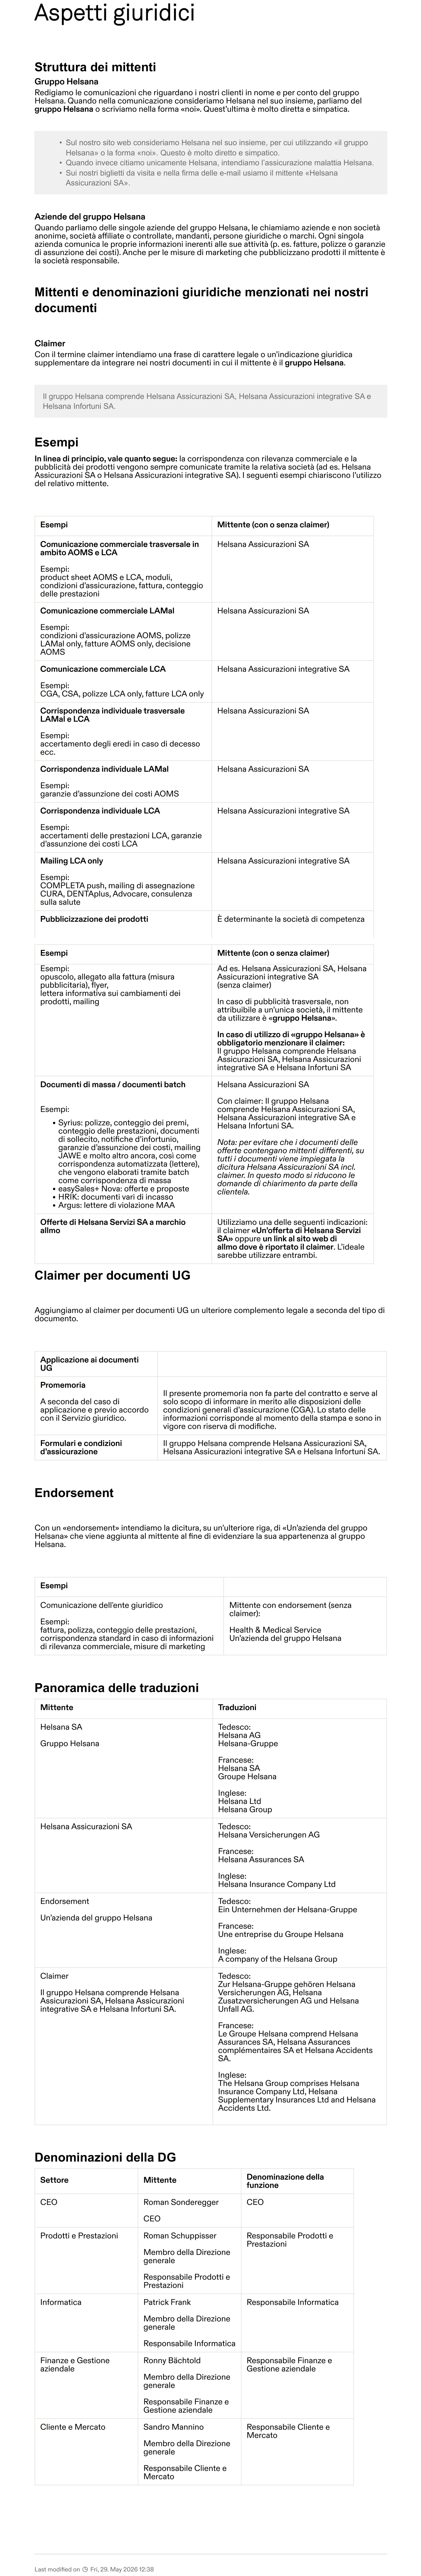 Aspetti giuridici
Struttura dei mittenti
Gruppo Helsana
Redigiamo le comunicazioni che riguardano i nostri clienti in nome e per conto del gruppo
Helsana. Quando nella comunicazione consideriamo Helsana nel suo insieme, parliamo del
gruppo Helsana o scriviamo nella forma «noi». Quest'ultima è molto diretta e simpatica.
• Sul nostro sito web consideriamo Helsana nel suo insieme, per cui utilizzando «il gruppo
Helsana» o la forma «noi». Questo è molto diretto e simpatico.
• Quando invece citiamo unicamente Helsana, intendiamo l'assicurazione malattia Helsana.
• Sui nostri biglietti da visita e nella firma delle e-mail usiamo il mittente «Helsana
Assicurazioni SA».
Aziende del gruppo Helsana
Quando parliamo delle singole aziende del gruppo Helsana, le chiamiamo aziende e non società
anonime, società affiliate o controllate, mandanti, persone giuridiche o marchi. Ogni singola
azienda comunica le proprie informazioni inerenti alle sue attività (p. es. fatture, polizze o garanzie
di assunzione dei costi). Anche per le misure di marketing che pubblicizzano prodotti il mittente è
la società responsabile.
Mittenti e denominazioni giuridiche menzionati nei nostri
documenti
Claimer
Con il termine claimer intendiamo una frase di carattere legale o un'indicazione giuridica
supplementare da integrare nei nostri documenti in cui il mittente è il gruppo Helsana.
Il gruppo Helsana comprende Helsana Assicurazioni SA, Helsana Assicurazioni integrative SA e
Helsana Infortuni SA.
Esempi
In linea di principio, vale quanto segue: la corrispondenza con rilevanza commerciale e la
pubblicità dei prodotti vengono sempre comunicate tramite la relativa società (ad es. Helsana
Assicurazioni SA o Helsana Assicurazioni integrative SA). I seguenti esempi chiariscono l'utilizzo
del relativo mittente.
Esempi
Mittente (con o senza claimer)
Comunicazione commerciale trasversale in
ambito AOMS e LCA
Esempi:
product sheet AOMS e LCA, moduli,
condizioni d'assicurazione, fattura, conteggio
delle prestazioni
Helsana Assicurazioni SA
Comunicazione commerciale LAMal
Esempi:
condizioni d'assicurazione AOMS, polizze
LAMal only, fatture AOMS only, decisione
AOMS
Helsana Assicurazioni SA
Comunicazione commerciale LCA
Esempi:
CGA, CSA, polizze LCA only, fatture LCA only
Helsana Assicurazioni integrative SA
Corrispondenza individuale trasversale
LAMal e LCA
Esempi:
accertamento degli eredi in caso di decesso
ecc.
Helsana Assicurazioni SA
Corrispondenza individuale LAMal
Esempi:
garanzie d'assunzione dei costi AOMS
Helsana Assicurazioni SA
Corrispondenza individuale LCA
Esempi:
accertamenti delle prestazioni LCA, garanzie
d'assunzione dei costi LCA
Helsana Assicurazioni integrative SA
Mailing LCA only
Esempi:
COMPLETA push, mailing di assegnazione
CURA, DENTAplus, Advocare, consulenza
sulla salute
Helsana Assicurazioni integrative SA
Pubblicizzazione dei prodotti
È determinante la società di competenza
Esempi
Mittente (con o senza claimer)
Esempi:
opuscolo, allegato alla fattura (misura
pubblicitaria), flyer,
lettera informativa sui cambiamenti dei
prodotti, mailing
Ad es. Helsana Assicurazioni SA, Helsana
Assicurazioni integrative SA
(senza claimer)
In caso di pubblicità trasversale, non
attribuibile a un'unica società, il mittente
da utilizzare è «gruppo Helsana».
In caso di utilizzo di «gruppo Helsana» è
obbligatorio menzionare il claimer:
Il gruppo Helsana comprende Helsana
Assicurazioni SA, Helsana Assicurazioni
integrative SA e Helsana Infortuni SA
Documenti di massa / documenti batch
Esempi:
• Syrius: polizze, conteggio dei premi,
conteggio delle prestazioni, documenti
di sollecito, notifiche d'infortunio,
garanzie d'assunzione dei costi, mailing
JAWE e molto altro ancora, così come
corrispondenza automatizzata (lettere),
che vengono elaborati tramite batch
come corrispondenza di massa
• easySales+ Nova: offerte e proposte
• HRIK: documenti vari di incasso
• Argus: lettere di violazione MAA
Helsana Assicurazioni SA
Con claimer: Il gruppo Helsana
comprende Helsana Assicurazioni SA,
Helsana Assicurazioni integrative SA e
Helsana Infortuni SA.
Nota: per evitare che i documenti delle
offerte contengano mittenti differenti, su
tutti i documenti viene impiegata la
dicitura Helsana Assicurazioni SA incl.
claimer. In questo modo si riducono le
domande di chiarimento da parte della
clientela.
Offerte di Helsana Servizi SA a marchio
allmo
Utilizziamo una delle seguenti indicazioni:
il claimer «Un'offerta di Helsana Servizi
SA» oppure un link al sito web di
allmo dove è riportato il claimer. L'ideale
sarebbe utilizzare entrambi.
Claimer per documenti UG
Aggiungiamo al claimer per documenti UG un ulteriore complemento legale a seconda del tipo di
documento.
Applicazione ai documenti
UG
Promemoria
A seconda del caso di
applicazione e previo accordo
con il Servizio giuridico.
Il presente promemoria non fa parte del contratto e serve al
solo scopo di informare in merito alle disposizioni delle
condizioni generali d'assicurazione (CGA). Lo stato delle
informazioni corrisponde al momento della stampa e sono in
vigore con riserva di modifiche.
Formulari e condizioni
d'assicurazione
Il gruppo Helsana comprende Helsana Assicurazioni SA,
Helsana Assicurazioni integrative SA e Helsana Infortuni SA.
Endorsement
Con un «endorsement» intendiamo la dicitura, su un'ulteriore riga, di «Un'azienda del gruppo
Helsana» che viene aggiunta al mittente al fine di evidenziare la sua appartenenza al gruppo
Helsana.
Esempi
Comunicazione dell'ente giuridico
Esempi:
fattura, polizza, conteggio delle prestazioni,
corrispondenza standard in caso di informazioni
di rilevanza commerciale, misure di marketing
Mittente con endorsement (senza
claimer):
Health & Medical Service
Un'azienda del gruppo Helsana
Panoramica delle traduzioni
Mittente
Traduzioni
Helsana SA
Gruppo Helsana
Tedesco:
Helsana AG
Helsana-Gruppe
Francese:
Helsana SA
Groupe Helsana
Inglese:
Helsana Ltd
Helsana Group
Helsana Assicurazioni SA
Tedesco:
Helsana Versicherungen AG
Francese:
Helsana Assurances SA
Inglese:
Helsana Insurance Company Ltd
Endorsement
Un'azienda del gruppo Helsana
Tedesco:
Ein Unternehmen der Helsana-Gruppe
Francese:
Une entreprise du Groupe Helsana
Inglese:
A company of the Helsana Group
Claimer
Il gruppo Helsana comprende Helsana
Assicurazioni SA, Helsana Assicurazioni
integrative SA e Helsana Infortuni SA.
Tedesco:
Zur Helsana-Gruppe gehören Helsana
Versicherungen AG, Helsana
Zusatzversicherungen AG und Helsana
Unfall AG.
Francese:
Le Groupe Helsana comprend Helsana
Assurances SA, Helsana Assurances
complémentaires SA et Helsana Accidents
SA.
Inglese:
The Helsana Group comprises Helsana
Insurance Company Ltd, Helsana
Supplementary Insurances Ltd and Helsana
Accidents Ltd.
Denominazioni della DG
Settore
Mittente
Denominazione della
funzione
CEO
Roman Sonderegger
CEO
CEO
Prodotti e Prestazioni
Roman Schuppisser
Membro della Direzione
generale
Responsabile Prodotti e
Prestazioni
Responsabile Prodotti e
Prestazioni
Informatica
Patrick Frank
Membro della Direzione
generale
Responsabile Informatica
Responsabile Informatica
Finanze e Gestione
aziendale
Ronny Bächtold
Membro della Direzione
generale
Responsabile Finanze e
Gestione aziendale
Responsabile Finanze e
Gestione aziendale
Cliente e Mercato
Sandro Mannino
Membro della Direzione
generale
Responsabile Cliente e
Mercato
Responsabile Cliente e
Mercato
Last modified on Fri, 29. May 2026 12:38